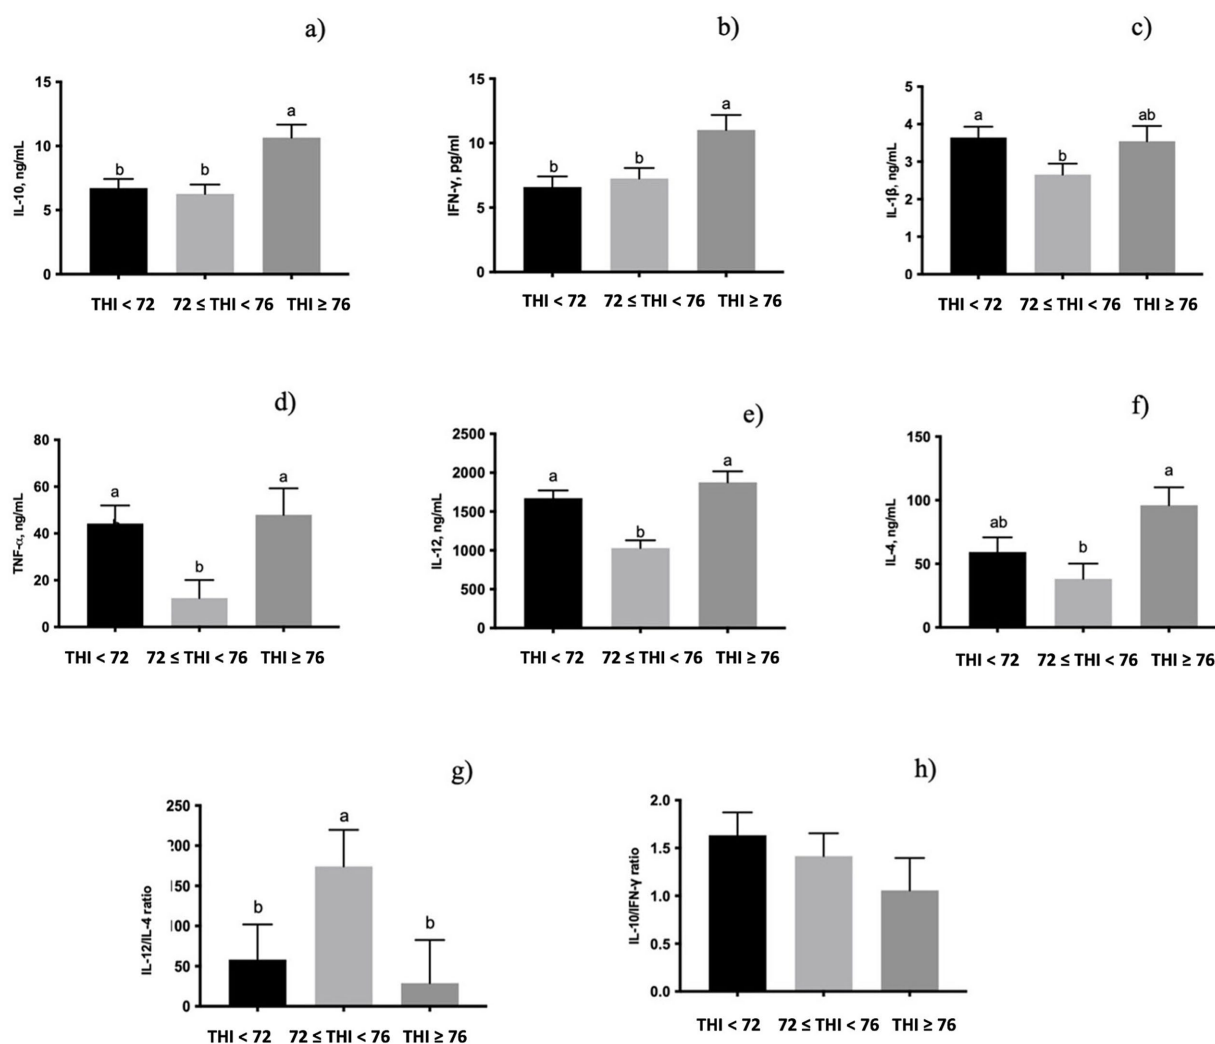 a)
IL-10, ng/mL
15
10
5
0
b
b
a
THI < 72 72 ≤ THI < 76 THI ≥ 76
b)
IFN-γ, pg/ml
15
10
5
0
b
b
a
THI < 72 72 ≤ THI < 76 THI ≥ 76
c)
IL-1β, ng/mL
5
4
3
2
1
0
a
b
ab
THI < 72 72 ≤ THI < 76 THI ≥ 76
d)
TNF-α, ng/mL
80
60
40
20
0
a
b
a
THI < 72 72 ≤ THI < 76 THI ≥ 76
e)
IL-12, ng/mL
2500
2000
1500
1000
500
0
a
b
a
THI < 72 72 ≤ THI < 76 THI ≥ 76
f)
IL-4, ng/mL
150
100
50
0
ab
b
a
THI < 72 72 ≤ THI < 76 THI ≥ 76
g)
IL-12/IL-4 ratio
250
200
150
100
50
0
b
a
b
THI < 72 72 ≤ THI < 76 THI ≥ 76
h)
IL-10/IFN-γ ratio
2.0
1.5
1.0
0.5
0.0
THI < 72 72 ≤ THI < 76 THI ≥ 76